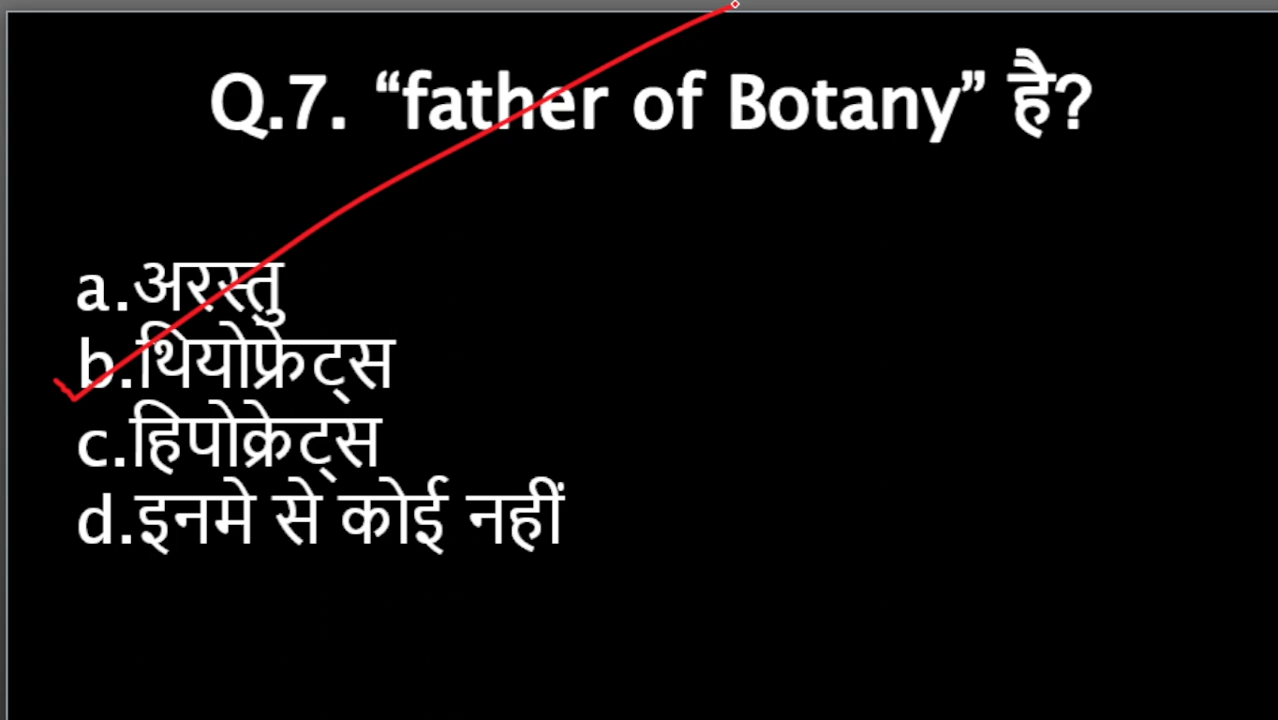 Q.7. “father of Botany” है?
a.अरस्तु
b.थियोफ्रेट्स
c.हिपोक्रेट्स
d.इनमे से कोई नहीं